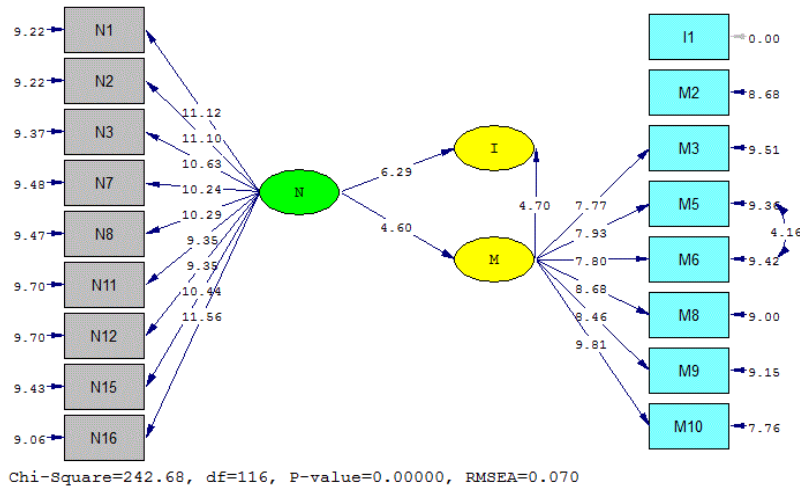 9.22 N1
9.22 N2
9.37 N3
9.48 N7
9.47 N8
9.70 N11
9.70 N12
9.43 N15
9.06 N16
11.12
11.10
10.63
10.24
10.29
9.35
9.35
10.44
11.56
N
6.29
4.60
I
4.70
M
7.77
7.93
7.80
8.68
8.46
9.81
I1 0.00
M2 8.68
M3 9.51
M5 9.36
4.16
M6 9.42
M8 9.00
M9 9.15
M10 7.76
Chi-Square=242.68, df=116, P-value=0.00000, RMSEA=0.070